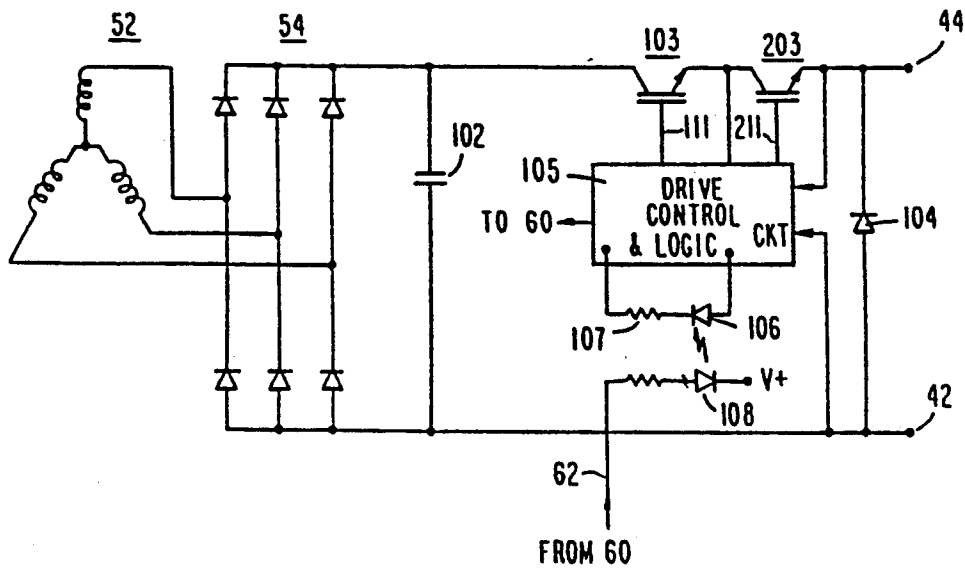 52
54
103
203
44
102
111
211
105
DRIVE
CONTROL
& LOGIC
CKT
TO 60
104
107
106
V+
108
42
62
FROM 60